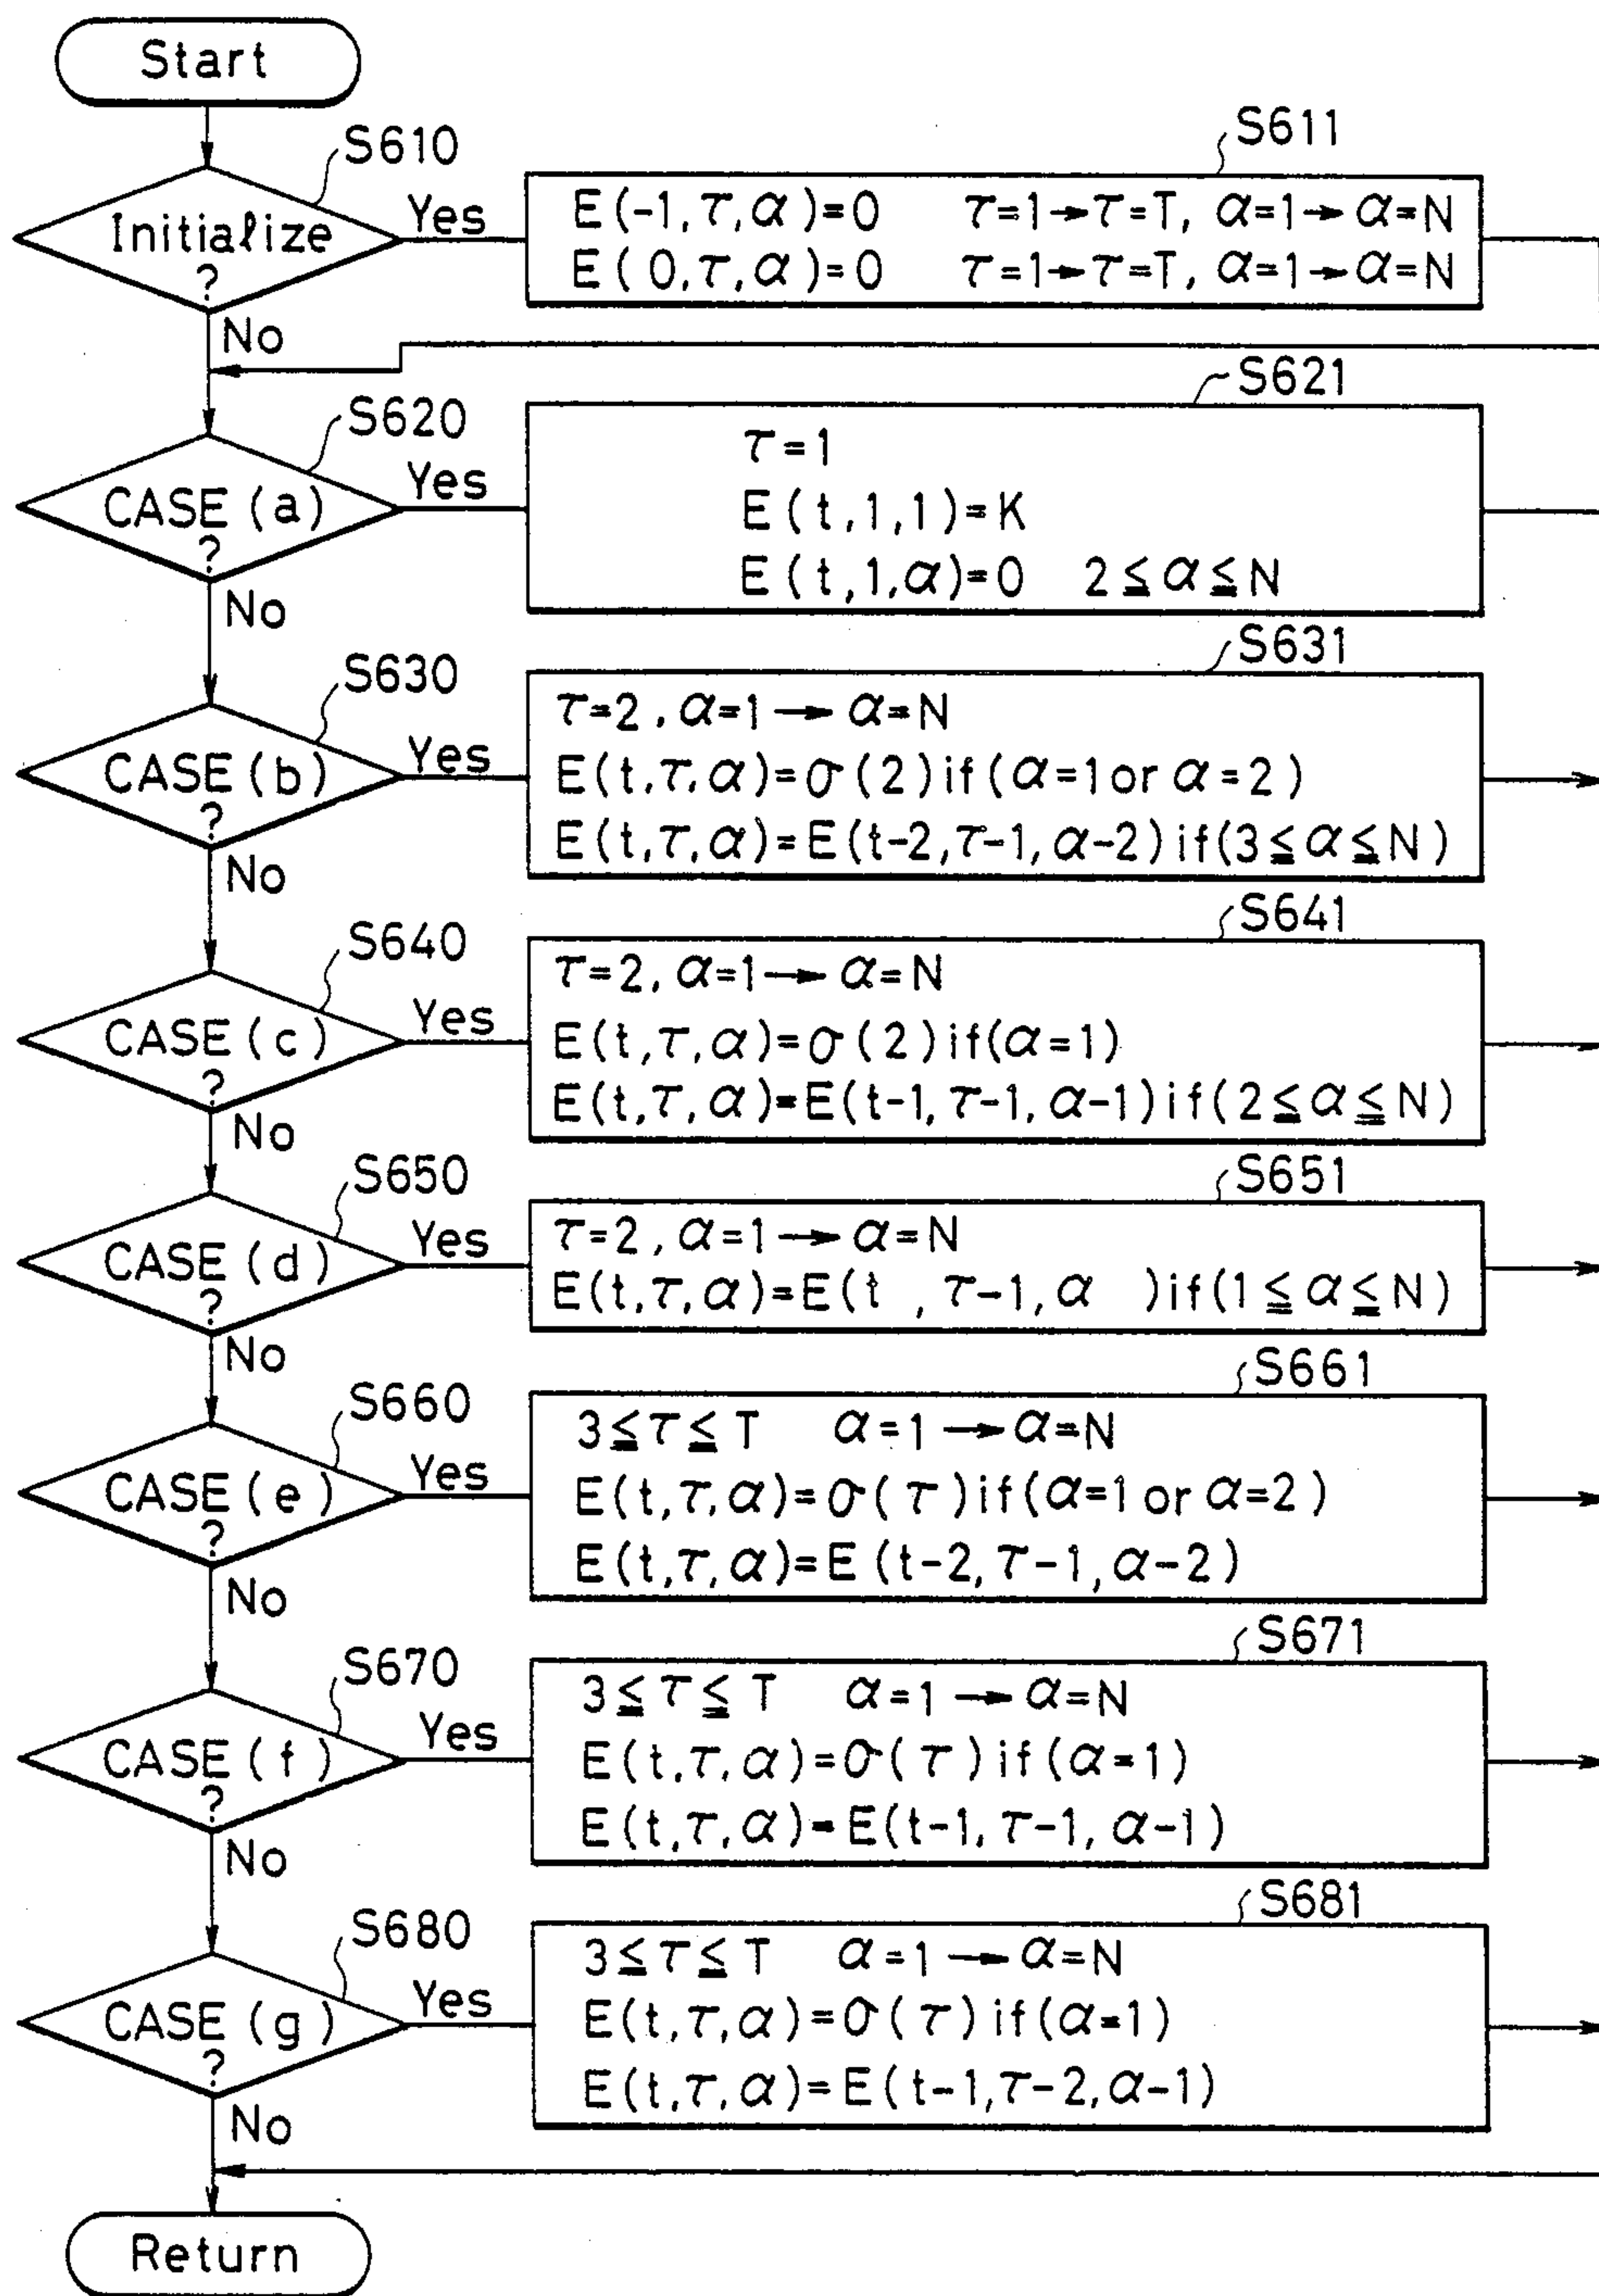 Start
S610
S611
Initialize
?
Yes
E(-1,τ,α)=0 τ=1→τ=T, α=1→α=N
E( 0,τ,α)=0 τ=1→τ=T, α=1→α=N
No
S620
S621
CASE(a)
?
Yes
τ=1
E(t,1,1)=K
E(t,1,α)=0 2≦α≦N
No
S630
S631
CASE(b)
?
Yes
τ=2,α=1→α=N
E(t,τ,α)=σ(2)if(α=1orα=2)
E(t,τ,α)=E(t-2,τ-1,α-2)if(3≦α≦N)
No
S640
S641
CASE(c)
?
Yes
τ=2,α=1→α=N
E(t,τ,α)=σ(2)if(α=1)
E(t,τ,α)=E(t-1,τ-1,α-1)if(2≦α≦N)
No
S650
S651
CASE(d)
?
Yes
τ=2,α=1→α=N
E(t,τ,α)=E(t ,τ-1,α )if(1≦α≦N)
No
S660
S661
CASE(e)
?
Yes
3≦τ≦T α=1→α=N
E(t,τ,α)=σ(τ)if(α=1 or α=2)
E(t,τ,α)=E(t-2,τ-1,α-2)
No
S670
S671
CASE(f)
?
Yes
3≦τ≦T α=1→α=N
E(t,τ,α)=σ(τ)if(α=1)
E(t,τ,α)=E(t-1,τ-1,α-1)
No
S680
S681
CASE(g)
?
Yes
3≦τ≦T α=1→α=N
E(t,τ,α)=σ(τ)if(α=1)
E(t,τ,α)=E(t-1,τ-2,α-1)
No
Return